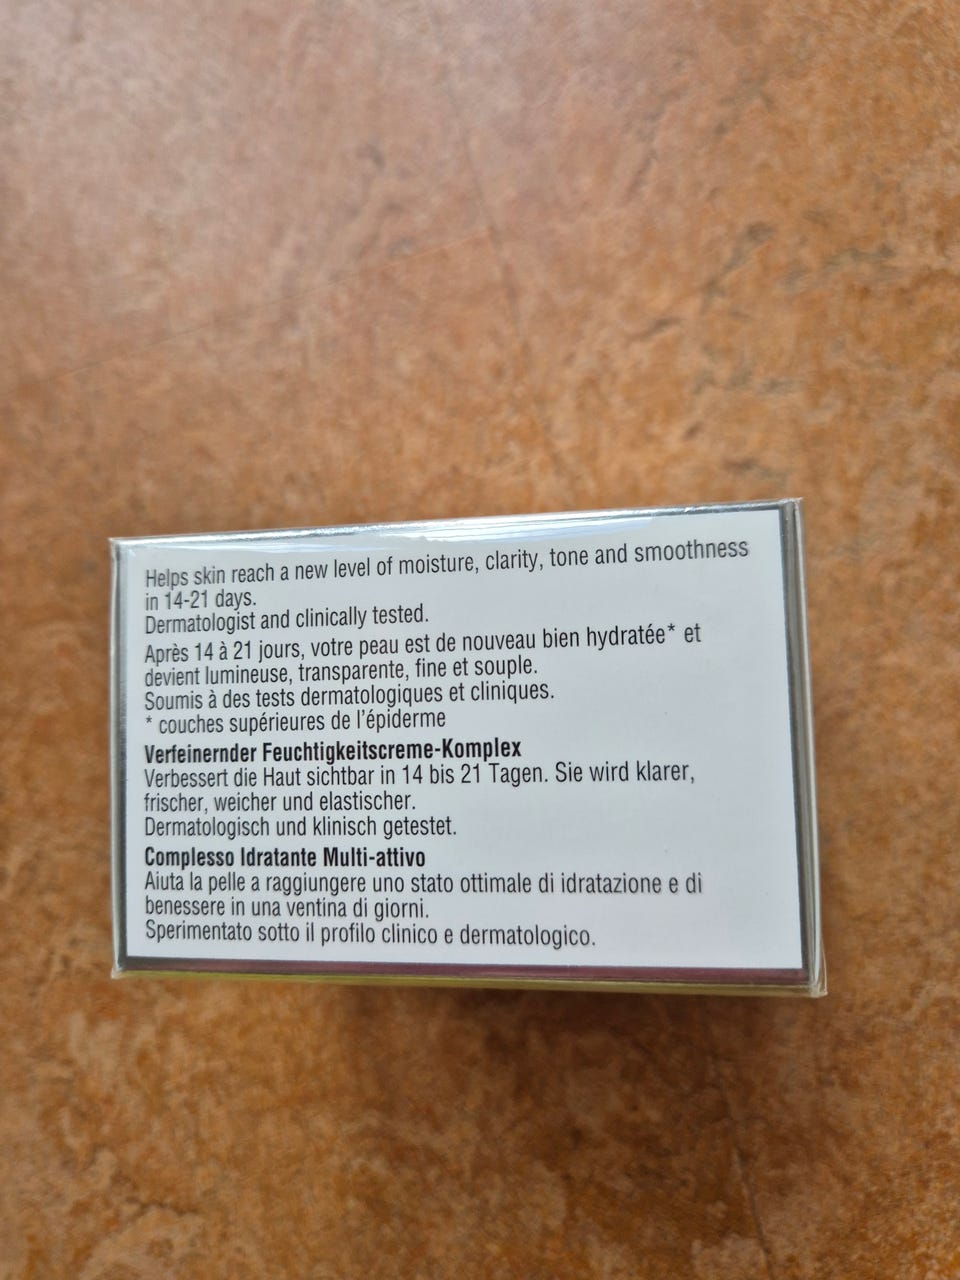 Helps skin reach a new level of moisture, clarity, tone and smoothness
in 14-21 days.
Dermatologist and clinically tested.
Après 14 à 21 jours, votre peau est de nouveau bien hydratée* et
devient lumineuse, transparente, fine et souple.
Soumis à des tests dermatologiques et cliniques.
* couches supérieures de l'épiderme
Verfeinernder Feuchtigkeitscreme-Komplex
Verbessert die Haut sichtbar in 14 bis 21 Tagen. Sie wird klarer,
frischer, weicher und elastischer.
Dermatologisch und klinisch getestet.
Complesso Idratante Multi-attivo
Aiuta la pelle a raggiungere uno stato ottimale di idratazione e di
benessere in una ventina di giorni.
Sperimentato sotto il profilo clinico e dermatologico.